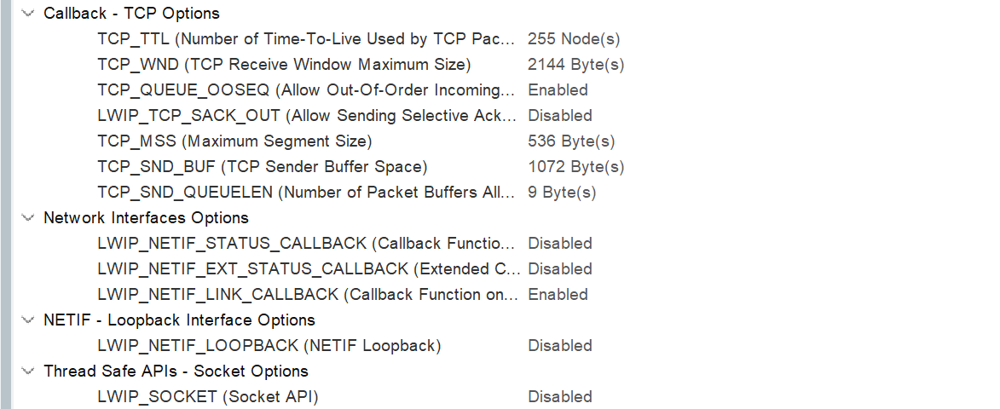 Callback - TCP Options
TCP_TTL (Number of Time-To-Live Used by TCP Pac... 255 Node(s)
TCP_WND (TCP Receive Window Maximum Size) 2144 Byte(s)
TCP_QUEUE_OOSEQ (Allow Out-Of-Order Incoming... Enabled
LWIP_TCP_SACK_OUT (Allow Sending Selective Ack... Disabled
TCP_MSS (Maximum Segment Size) 536 Byte(s)
TCP_SND_BUF (TCP Sender Buffer Space) 1072 Byte(s)
TCP_SND_QUEUELEN (Number of Packet Buffers All... 9 Byte(s)
Network Interfaces Options
LWIP_NETIF_STATUS_CALLBACK (Callback Functio... Disabled
LWIP_NETIF_EXT_STATUS_CALLBACK (Extended C... Disabled
LWIP_NETIF_LINK_CALLBACK (Callback Function on... Enabled
NETIF - Loopback Interface Options
LWIP_NETIF_LOOPBACK (NETIF Loopback) Disabled
Thread Safe APIs - Socket Options
LWIP_SOCKET (Socket API) Disabled